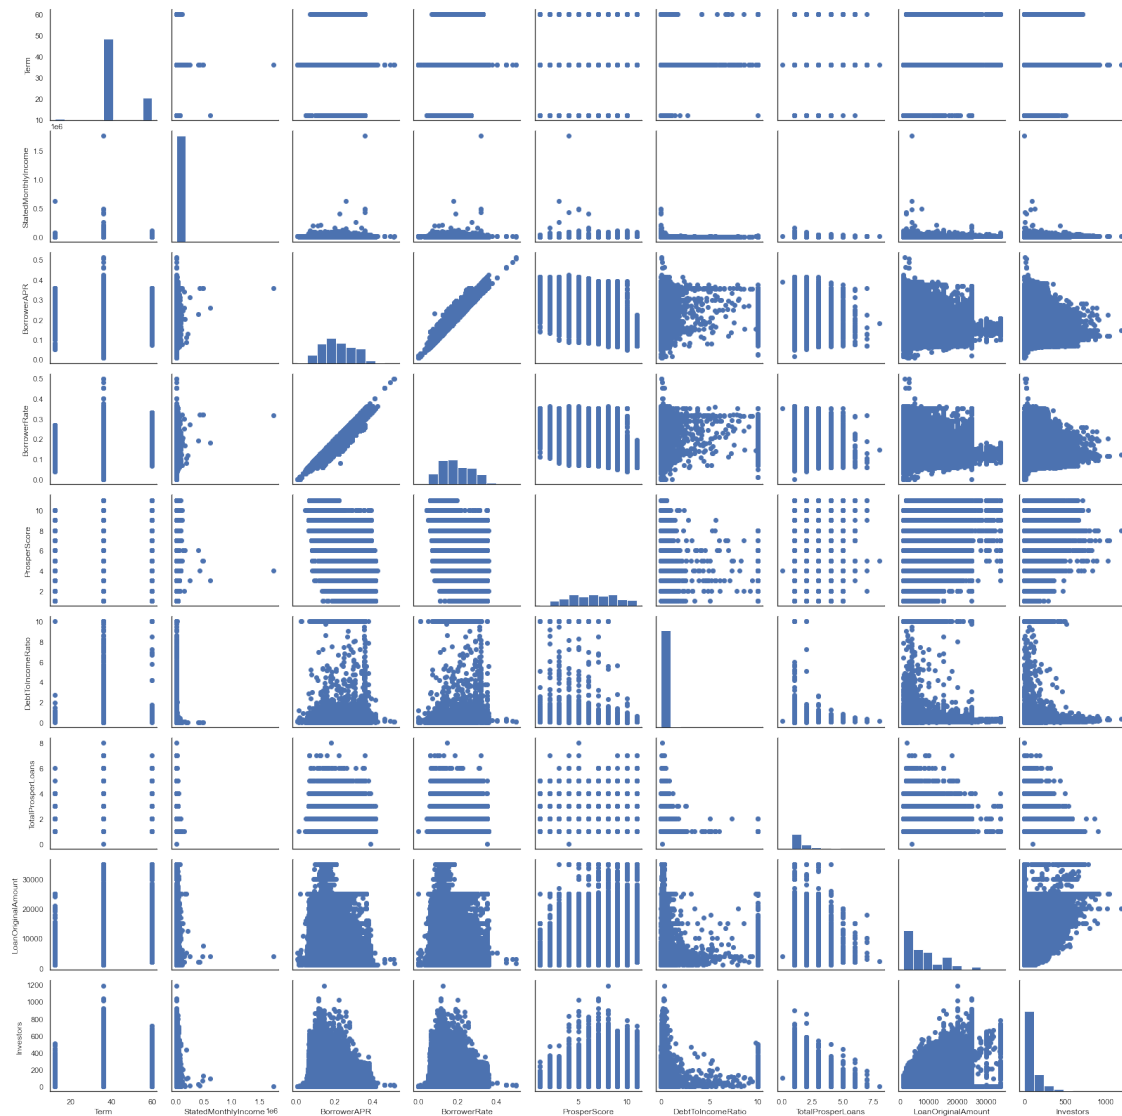 60
50
40
30
20
10
Term
1e6
1.5
1.0
0.5
0.0
StatedMonthlyIncome
0.5
0.4
0.3
0.2
0.1
0.0
BorrowerAPR
0.5
0.4
0.3
0.2
0.1
0.0
BorrowerRate
10
8
6
4
2
ProsperScore
10
8
6
4
2
0
DebtToIncomeRatio
8
6
4
2
0
TotalProsperLoans
30000
20000
10000
0
LoanOriginalAmount
1200
1000
800
600
400
200
0
Investors
20 40 60
0.0 0.5 1.0 1.5
0.0 0.2 0.4
0.0 0.2 0.4
5 10
0 5 10
0.0 2.5 5.0 7.5
0 10000 20000 30000
0 500 1000
Term
StatedMonthlyIncome 1e6
BorrowerAPR
BorrowerRate
ProsperScore
DebtToIncomeRatio
TotalProsperLoans
LoanOriginalAmount
Investors